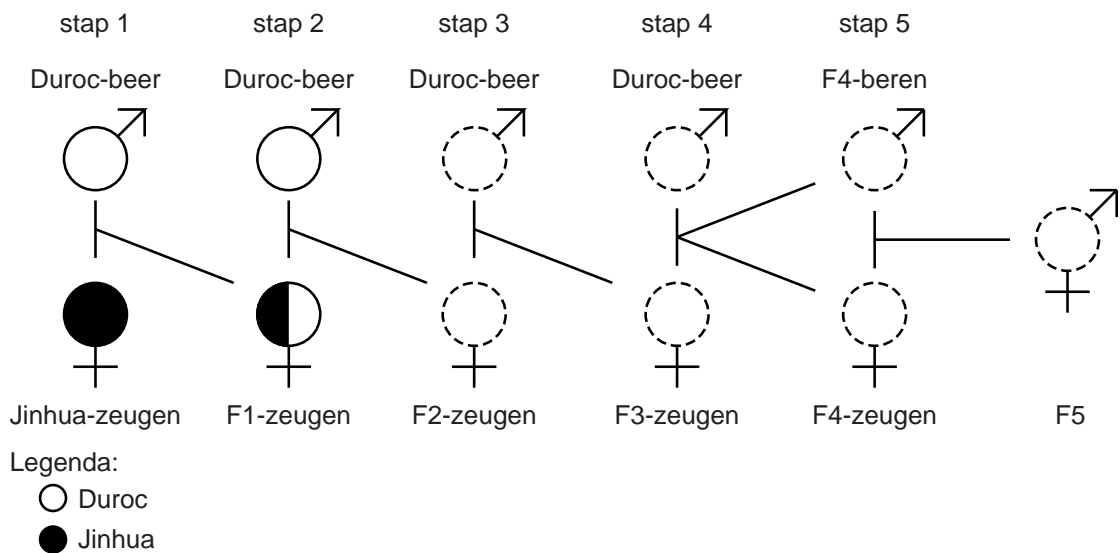 stap 1 stap 2 stap 3 stap 4 stap 5
Duroc-beer Duroc-beer Duroc-beer Duroc-beer F4-beren
Jinhua-zeugen F1-zeugen F2-zeugen F3-zeugen F4-zeugen F5
Legenda:
Duroc
Jinhua